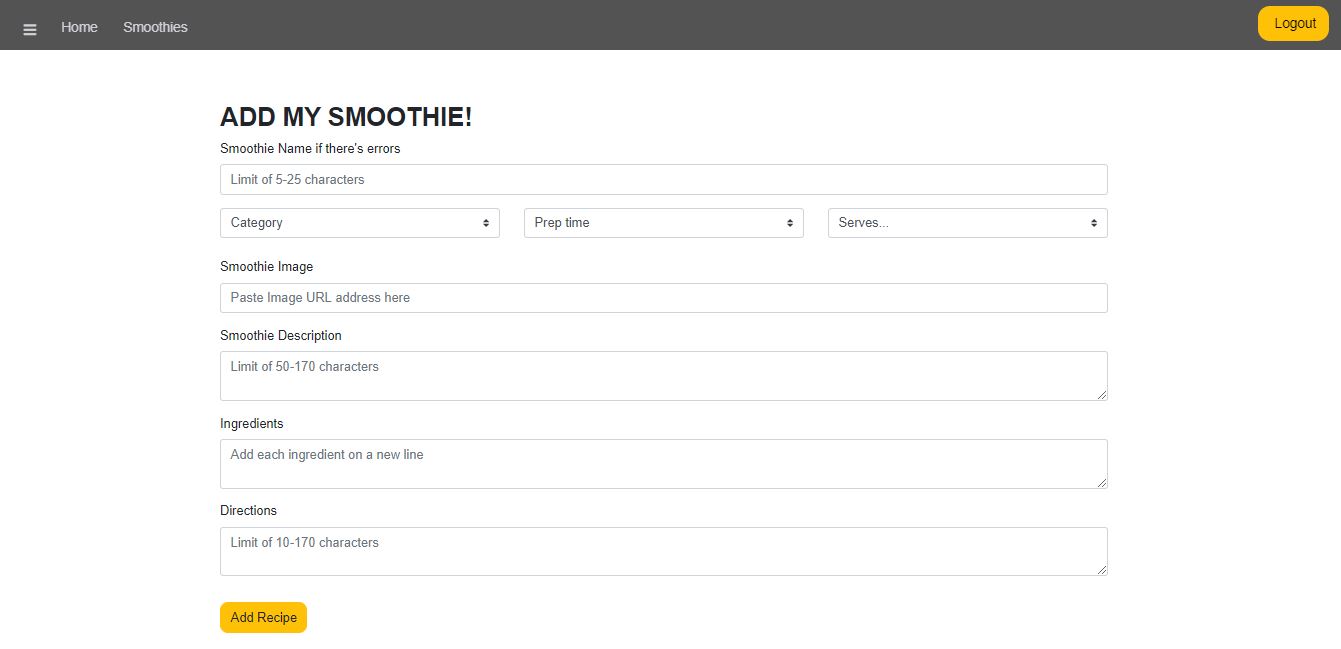 Home Smoothies Logout
ADD MY SMOOTHIE!
Smoothie Name if there's errors
Limit of 5-25 characters
Category Prep time Serves...
Smoothie Image
Paste Image URL address here
Smoothie Description
Limit of 50-170 characters
Ingredients
Add each ingredient on a new line
Directions
Limit of 10-170 characters
Add Recipe